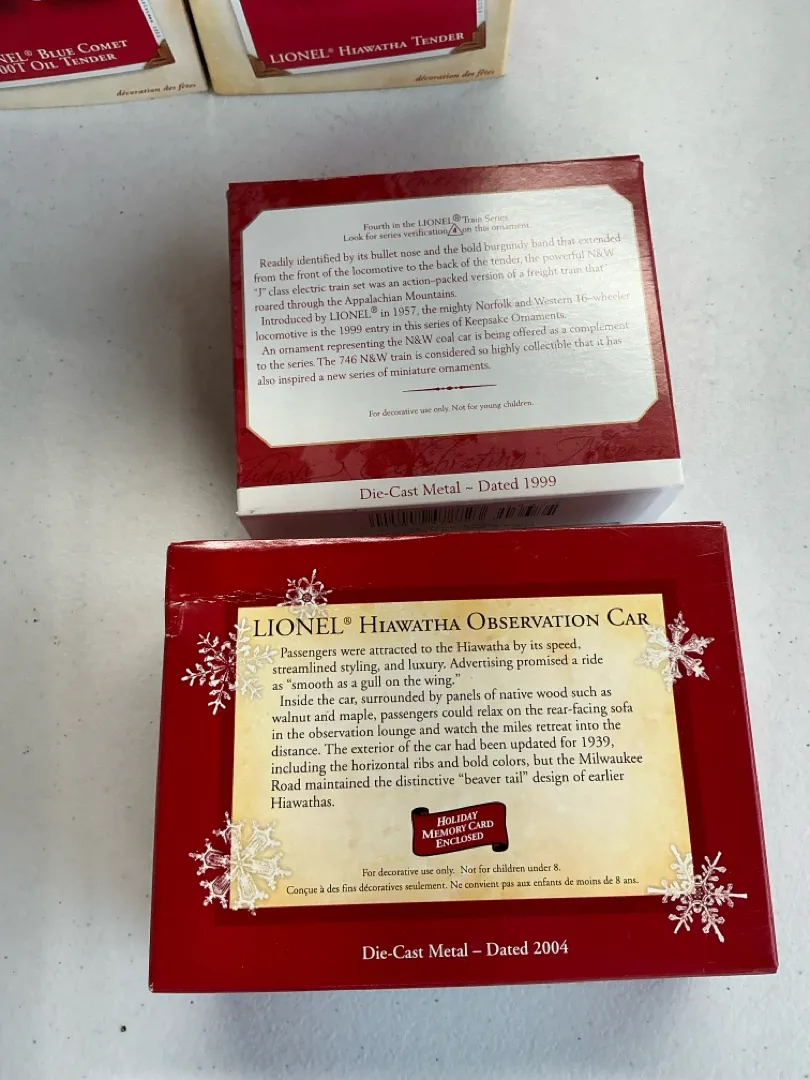 NEL® BLUE COMET
00T OIL TENDER
décoration des fêtes
LIONEL® HIAWATHA TENDER
décoration des fêtes
Fourth in the LIONEL® Train Series.
Look for series verification 4 on this ornament.
Readily identified by its bullet nose and the bold burgundy band that extended
from the front of the locomotive to the back of the tender, the powerful N&W
"J" class electric train set was an action-packed version of a freight train that
roared through the Appalachian Mountains.
Introduced by LIONEL® in 1957, the mighty Norfolk and Western 16-wheeler
locomotive is the 1999 entry in this series of Keepsake Ornaments.
An ornament representing the N&W coal car is being offered as a complement
to the series. The 746 N&W train is considered so highly collectible that it has
also inspired a new series of miniature ornaments.
For decorative use only. Not for young children.
Die-Cast Metal ~ Dated 1999
LIONEL® HIAWATHA OBSERVATION CAR
Passengers were attracted to the Hiawatha by its speed,
streamlined styling, and luxury. Advertising promised a ride
as "smooth as a gull on the wing."
Inside the car, surrounded by panels of native wood such as
walnut and maple, passengers could relax on the rear-facing sofa
in the observation lounge and watch the miles retreat into the
distance. The exterior of the car had been updated for 1939,
including the horizontal ribs and bold colors, but the Milwaukee
Road maintained the distinctive "beaver tail" design of earlier
Hiawathas.
HOLIDAY
MEMORY CARD
ENCLOSED
For decorative use only. Not for children under 8.
Conçue à des fins décoratives seulement. Ne convient pas aux enfants de moins de 8 ans.
Die-Cast Metal – Dated 2004